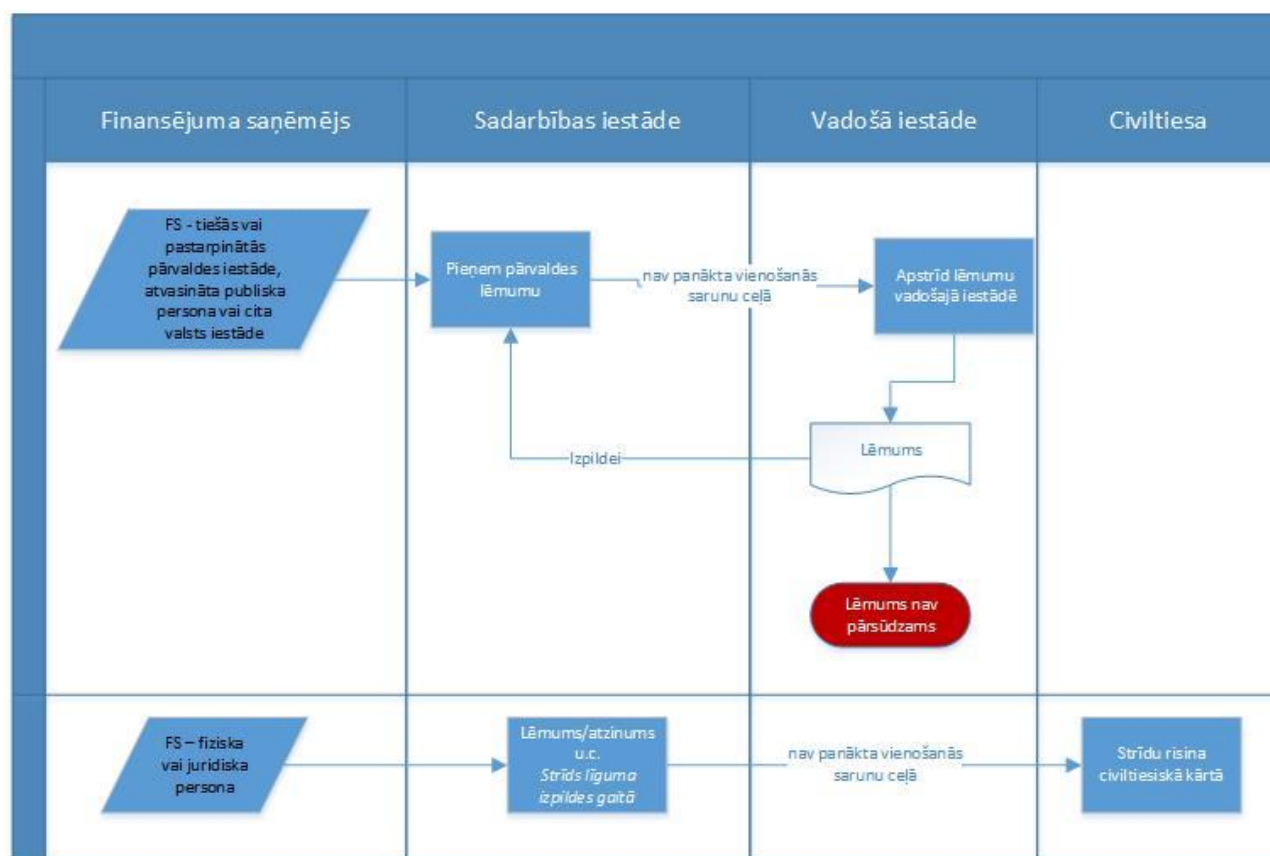 Finansējuma saņēmējs
Sadarbības iestāde
Vadošā iestāde
Civiltiesa
FS - tiešās vai
pastarpinātās
pārvaldes iestāde,
atvasināta publiska
persona vai cita
valsts iestāde
Pieņem pārvaldes
lēmumu
nav panākta vienošanās
sarunu ceļā
Apstrīd lēmumu
vadošajā iestādē
Lēmums
Izpildei
Lēmums nav
pārsūdzams
FS – fiziska
vai juridiska
persona
Lēmums/atzinums
u.c.
Strīds līguma
izpildes gaitā
nav panākta vienošanās
sarunu ceļā
Strīdu risina
civiltiesiskā kārtā